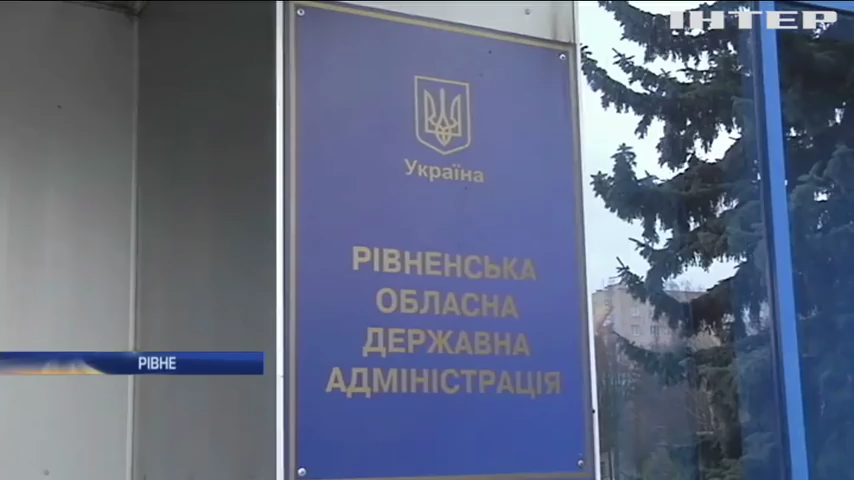 ІНТЕР
Україна
РІВНЕНСЬКА
ОБЛАСНА
ДЕРЖАВНА
АДМІНІСТРАЦІЯ
РІВНЕ